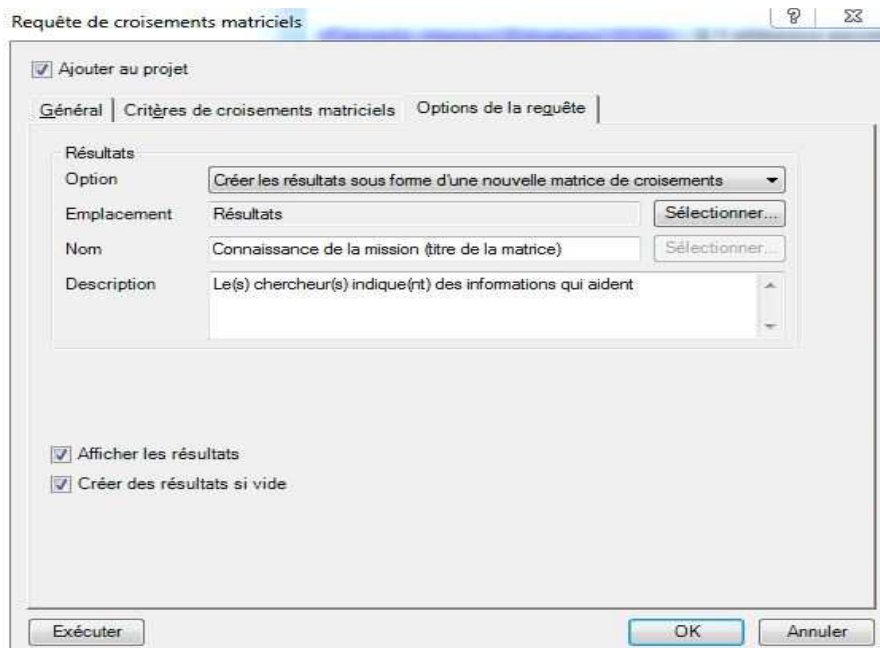 Requête de croisements matriciels
Ajouter au projet
Général Critères de croisements matriciels Options de la requête
Résultats
Option Créer les résultats sous forme d'une nouvelle matrice de croisements
Emplacement Résultats Sélectionner...
Nom Connaissance de la mission (titre de la matrice) Sélectionner...
Description Le(s) chercheur(s) indique(nt) des informations qui aident
Afficher les résultats
Créer des résultats si vide
Exécuter OK Annuler